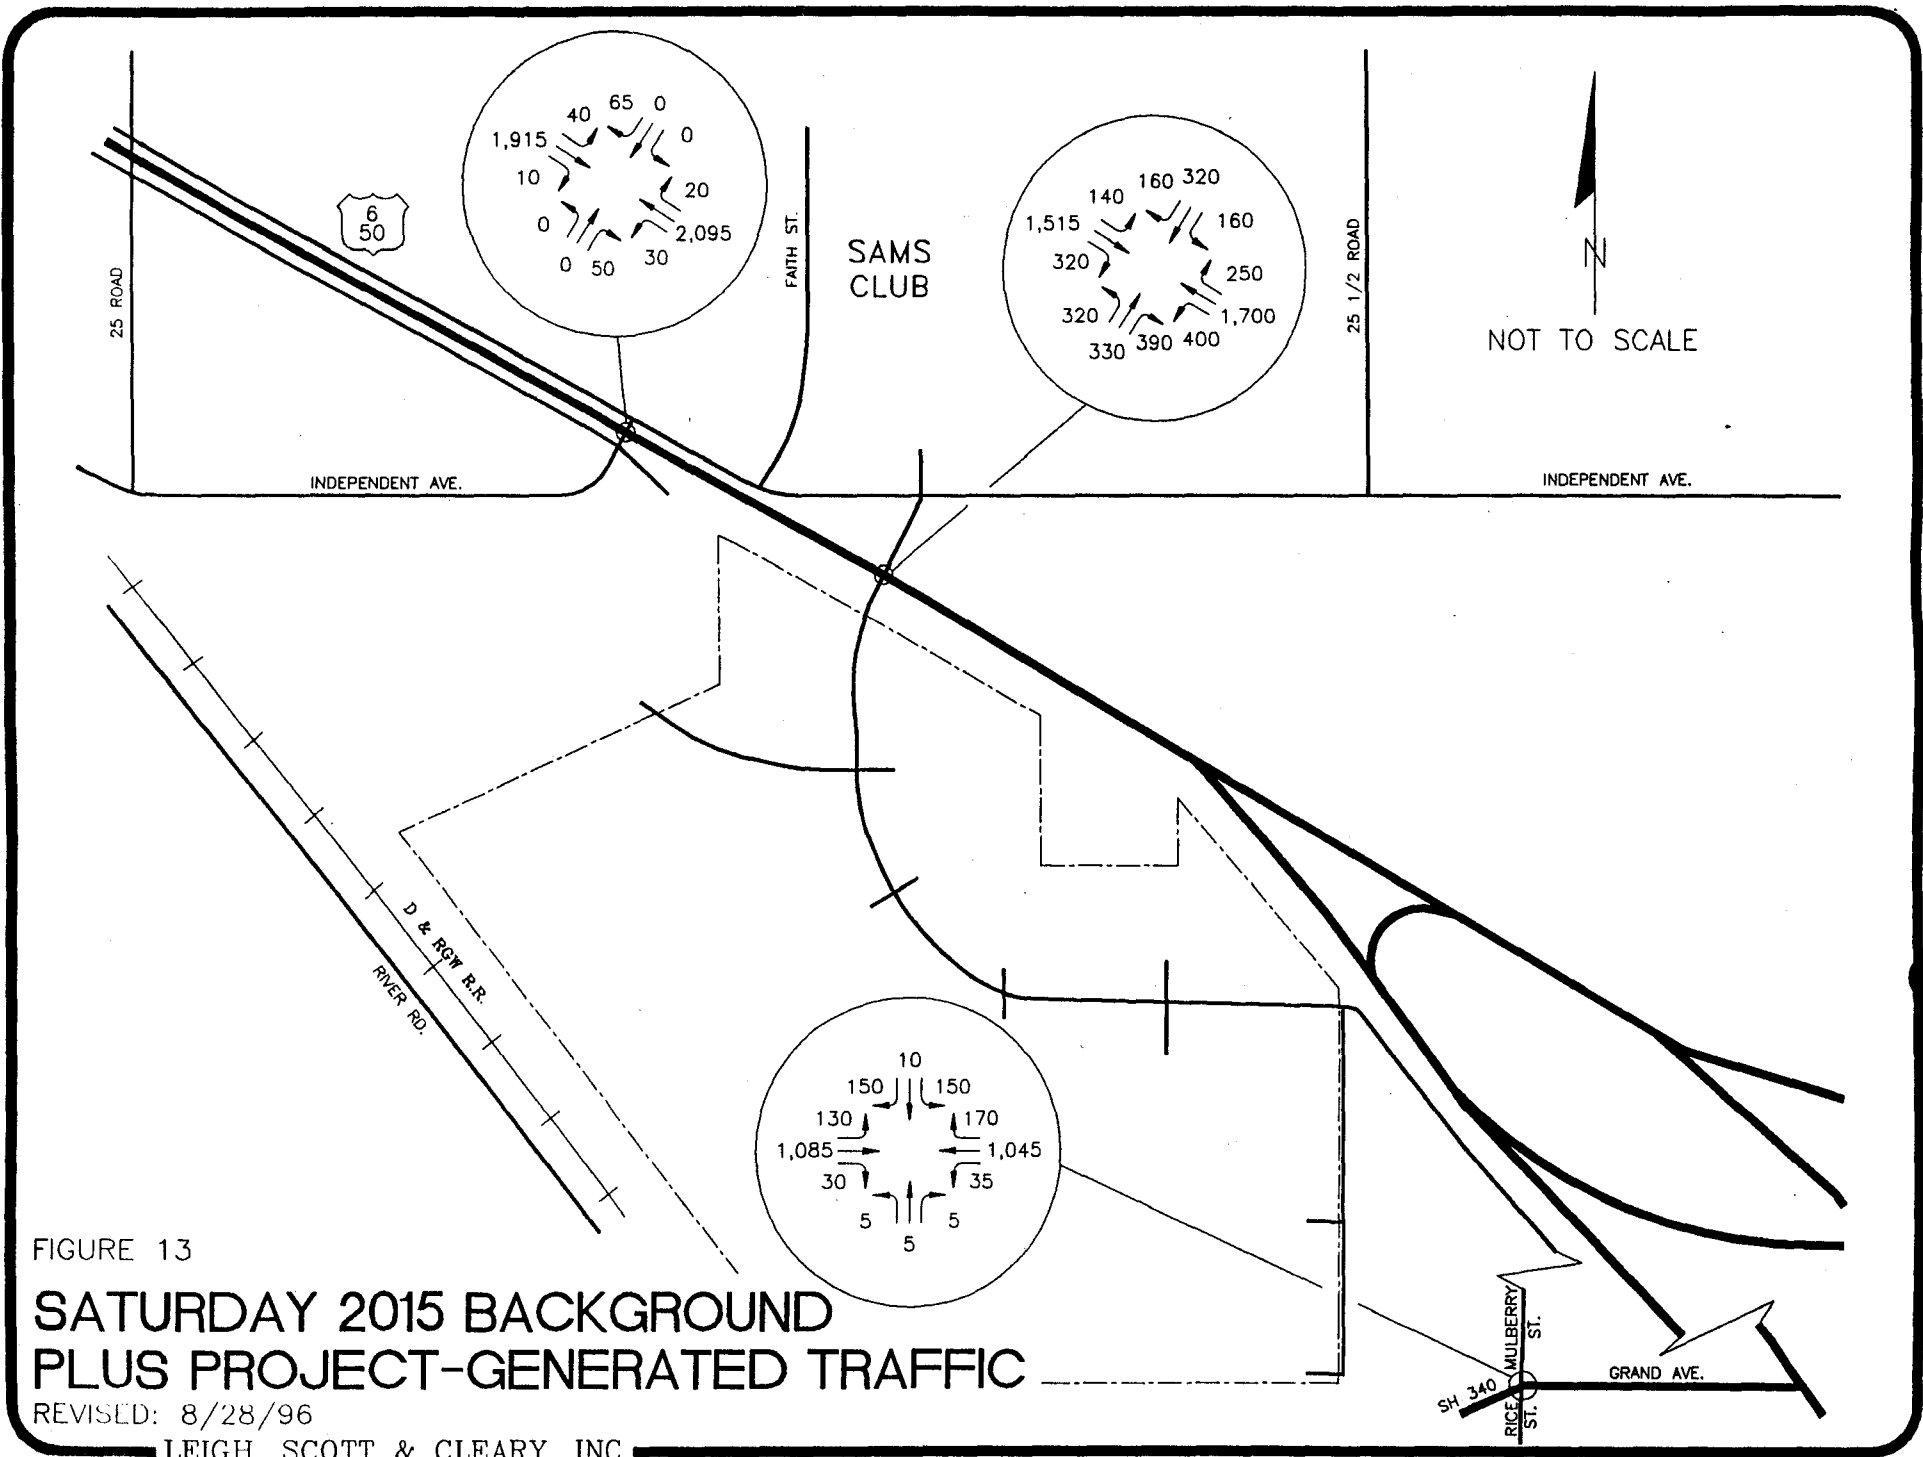 65 0
40 0
1,915
10 20
0 2,095
0 50 30
6
50
25 ROAD
FAITH ST.
SAMS
CLUB
160 320
140 160
1,515
320 250
320 1,700
330 390 400
25 1/2 ROAD
N
NOT TO SCALE
INDEPENDENT AVE.
INDEPENDENT AVE.
D & RGW R.R.
RIVER RD.
10
150 150
130 170
1,085 1,045
30 35
5 5
5
FIGURE 13
SATURDAY 2015 BACKGROUND
PLUS PROJECT-GENERATED TRAFFIC
REVISED: 8/28/96
LEIGH, SCOTT & CLEARY, INC.
MULBERRY
ST.
GRAND AVE.
SH 340
RICE
ST.